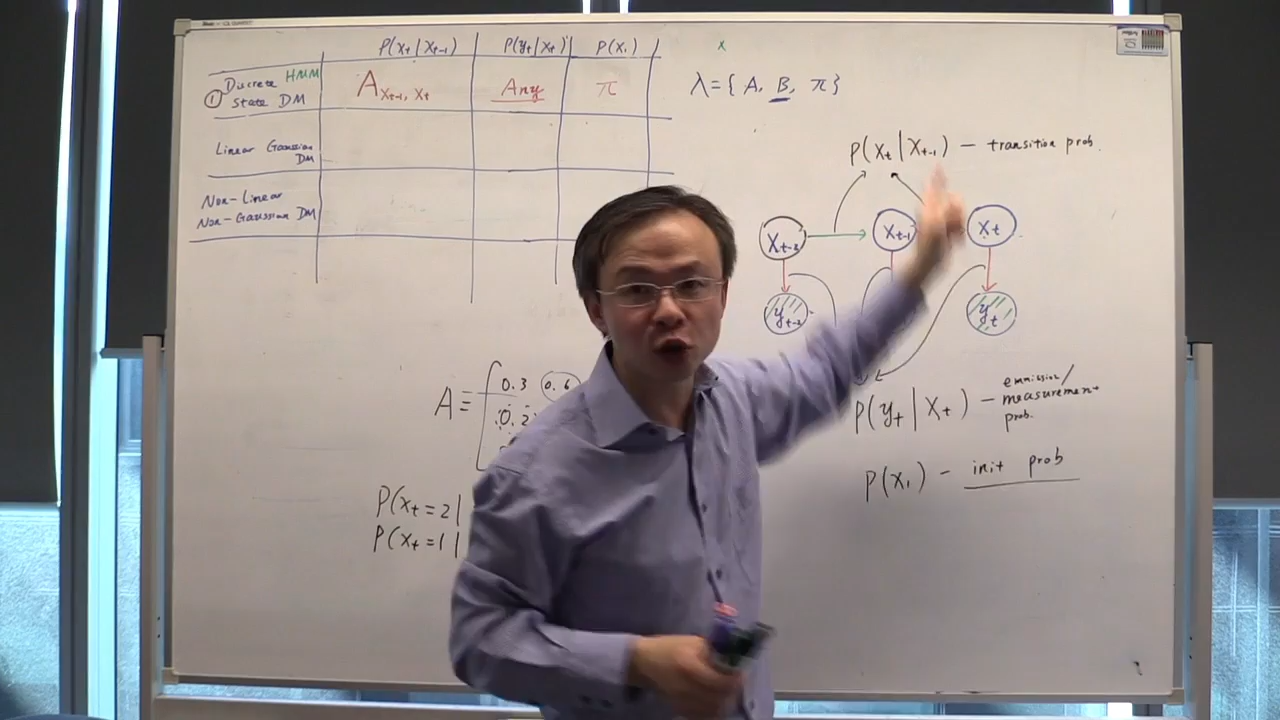 P(Xt|Xt-1) P(yt|Xt) P(X1)
① Discrete HMM
state DM
A Xt-1, Xt
Any
π
Linear Gaussian
DM
Non-Linear
Non-Gaussian DM
x
λ={ A, B, π}
P(Xt|Xt-1) — transition prob.
Xt-2 Xt-1 Xt
yt-2 yt
A =
0.3 0.6
0.2
P(yt|Xt) — emmission/
measurement
prob.
P(X1) – init prob
P(Xt=2|
P(Xt=1|